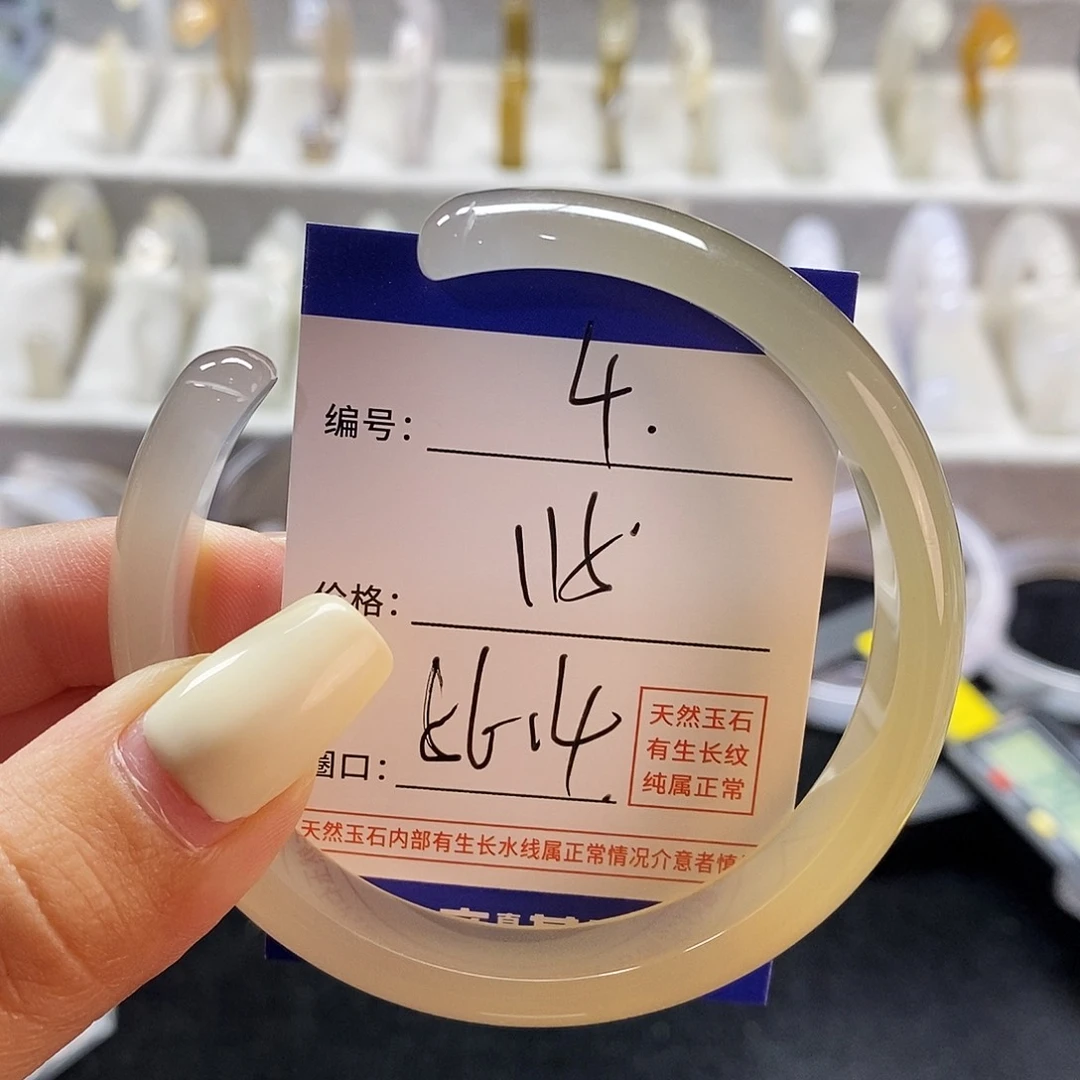 编号: 4.
价格: 118
圈口: 56.4
天然玉石
有生长纹
纯属正常
天然玉石内部有生长水线属正常情况介意者慎